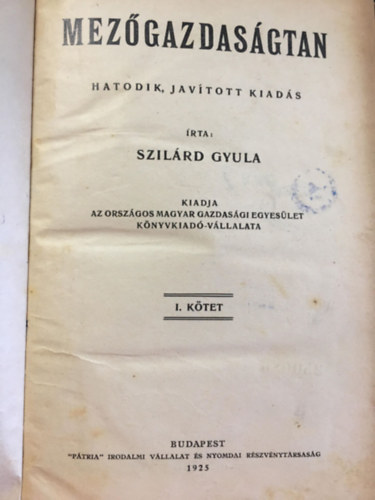 MEZŐGAZDASÁGTAN
HATODIK, JAVÍTOTT KIADÁS
ÍRTA:
SZILÁRD GYULA
KIADJA
AZ ORSZÁGOS MAGYAR GAZDASÁGI EGYESÜLET
KÖNYVKIADÓ-VÁLLALATA
I. KÖTET
BUDAPEST
"PÁTRIA" IRODALMI VÁLLALAT ÉS NYOMDAI RÉSZVÉNYTÁRSASÁG
1925